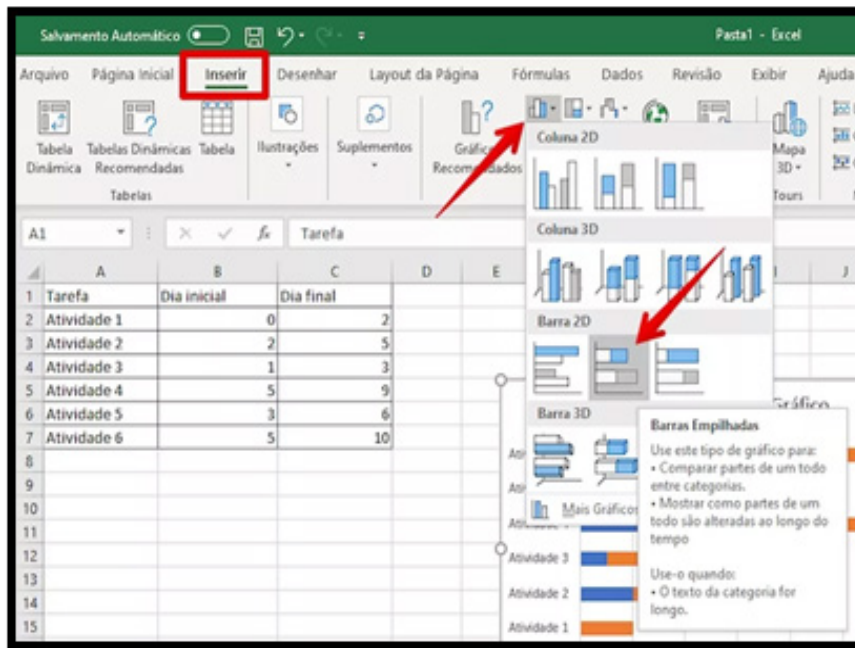 Salvamento Automático
Pasta1 - Excel
Arquivo Página Inicial Inserir Desenhar Layout da Página Fórmulas Dados Revisão Exibir Ajuda
Tabela Dinâmica
Tabelas Dinâmicas Recomendadas
Tabela
Ilustrações
Suplementos
Mapa 3D
Tabelas
Tours
A1
fx
Tarefa
A B C D E J
1 Tarefa Dia inicial Dia final
2 Atividade 1 0 2
3 Atividade 2 2 5
4 Atividade 3 1 3
5 Atividade 4 5 9
6 Atividade 5 3 6
7 Atividade 6 5 10
8
9
10
11
12
13
14
15
Coluna 2D
Coluna 3D
Barra 2D
Barra 3D
Mais Gráficos
Gráfico
Barras Empilhadas
Use este tipo de gráfico para:
• Comparar partes de um todo
entre categorias.
• Mostrar como partes de um
todo são alteradas ao longo do
tempo
Use-o quando:
• O texto da categoria for
longo.
Atividade 3
Atividade 2
Atividade 1